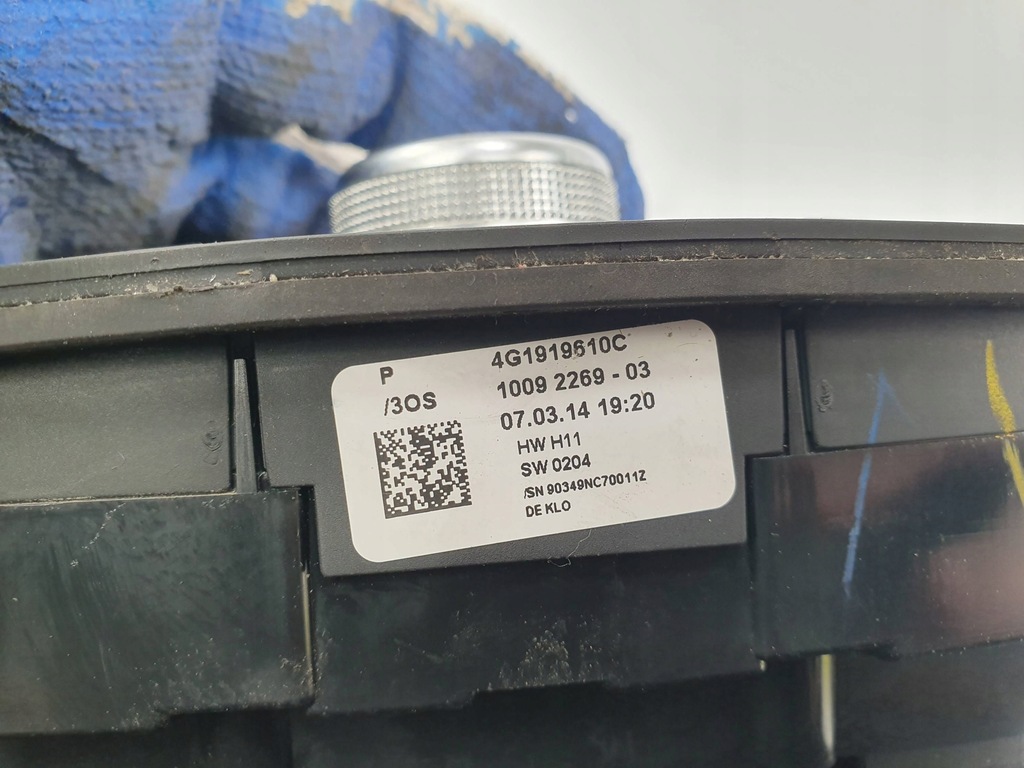 P
4G1919610C
/3OS
1009 2269 - 03
07.03.14 19:20
HW H11
SW 0204
/SN 90349NC70011Z
DE KLO